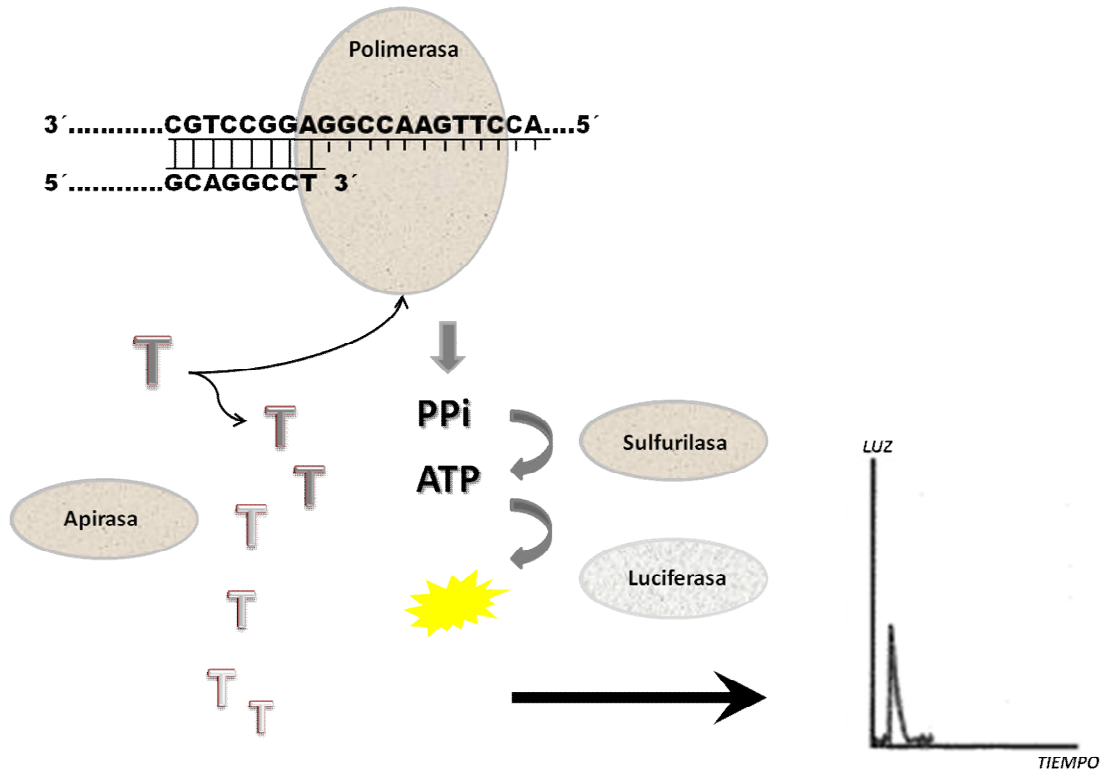 Polimerasa
3´............CGTCCGGAGGCCAAGTTCCA....5´
5´............GCAGGCCT 3´
T
T
PPi
Sulfurilasa
LUZ
T
ATP
Apirasa
T
Luciferasa
T
T
T
TIEMPO